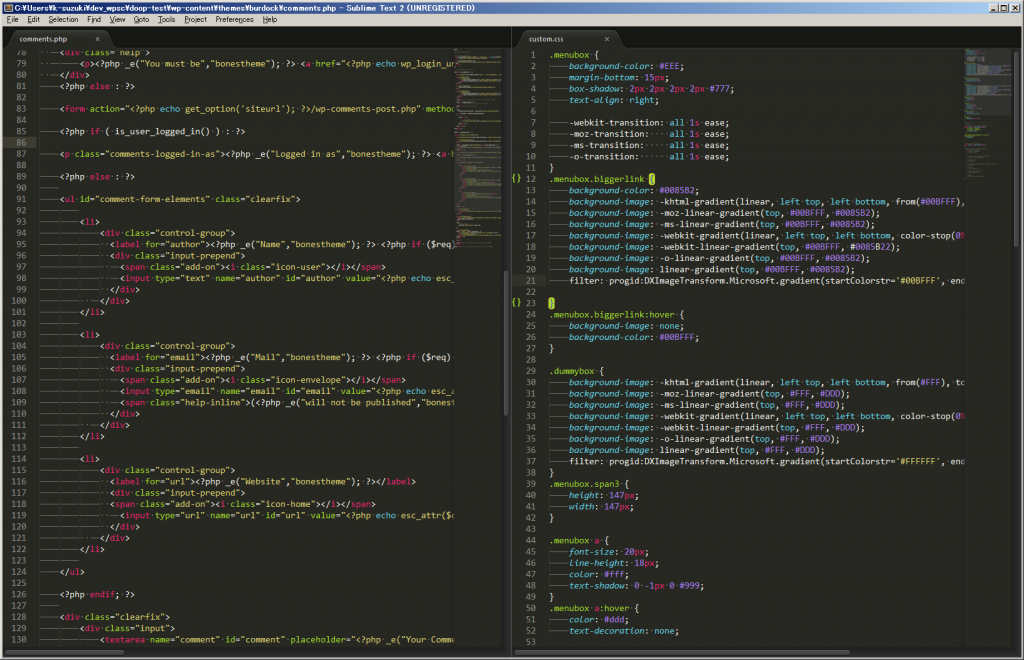 C:¥Users¥k-suzuki¥dev_wpsc¥doop-test¥wp-content¥themes¥burdock¥comments.php - Sublime Text 2 (UNREGISTERED)
File Edit Selection Find View Goto Tools Project Preferences Help
comments.php ×
78 <div class="help">
79 <p><?php _e("You must be","bonestheme"); ?> <a href="<?php echo wp_login_u
80 </div>
81 <?php else : ?>
82
83 <form action="<?php echo get_option('siteurl'); ?>/wp-comments-post.php" metho
84
85 <?php if ( is_user_logged_in() ) : ?>
86
87 <p class="comments-logged-in-as"><?php _e("Logged in as","bonestheme"); ?> <a h
88
89 <?php else : ?>
90
91 <ul id="comment-form-elements" class="clearfix">
92
93 <li>
94 <div class="control-group">
95 <label for="author"><?php _e("Name","bonestheme"); ?> <?php if ($req)
96 <div class="input-prepend">
97 <span class="add-on"><i class="icon-user"></i></span>
98 <input type="text" name="author" id="author" value="<?php echo esc_
99 </div>
100 </div>
101 </li>
102
103 <li>
104 <div class="control-group">
105 <label for="email"><?php _e("Mail","bonestheme"); ?> <?php if ($req)
106 <div class="input-prepend">
107 <span class="add-on"><i class="icon-envelope"></i></span>
108 <input type="email" name="email" id="email" value="<?php echo esc_a
109 <span class="help-inline">(<?php _e("will not be published","bonest
110 </div>
111 </div>
112 </li>
113
114 <li>
115 <div class="control-group">
116 <label for="url"><?php _e("Website","bonestheme"); ?></label>
117 <div class="input-prepend">
118 <span class="add-on"><i class="icon-home"></i></span>
119 <input type="url" name="url" id="url" value="<?php echo esc_attr($c
120 </div>
121 </div>
122 </li>
123
124 </ul>
125
126 <?php endif; ?>
127
128 <div class="clearfix">
129 <div class="input">
130 <textarea name="comment" id="comment" placeholder="<?php _e("Your Comm
custom.css ×
1 .menubox {
2 background-color: #EEE;
3 margin-bottom: 15px;
4 box-shadow: 2px 2px 2px 2px #777;
5 text-align: right;
6
7 -webkit-transition: all 1s ease;
8 -moz-transition: all 1s ease;
9 -ms-transition: all 1s ease;
10 -o-transition: all 1s ease;
11 }
{} 12 .menubox.biggerlink {
13 background-color: #0085B2;
14 background-image: -khtml-gradient(linear, left top, left bottom, from(#00BFFF),
15 background-image: -moz-linear-gradient(top, #00BFFF, #0085B2);
16 background-image: -ms-linear-gradient(top, #00BFFF, #0085B2);
17 background-image: -webkit-gradient(linear, left top, left bottom, color-stop(0%
18 background-image: -webkit-linear-gradient(top, #00BFFF, #0085B22);
19 background-image: -o-linear-gradient(top, #00BFFF, #0085B2);
20 background-image: linear-gradient(top, #00BFFF, #0085B2);
21 filter: progid:DXImageTransform.Microsoft.gradient(startColorstr='#00BFFF', end
22
{} 23 }
24 .menubox.biggerlink:hover {
25 background-image: none;
26 background-color: #00BFFF;
27 }
28
29 .dummybox {
30 background-image: -khtml-gradient(linear, left top, left bottom, from(#FFF), to
31 background-image: -moz-linear-gradient(top, #FFF, #DDD);
32 background-image: -ms-linear-gradient(top, #FFF, #DDD);
33 background-image: -webkit-gradient(linear, left top, left bottom, color-stop(0%
34 background-image: -webkit-linear-gradient(top, #FFF, #DDD);
35 background-image: -o-linear-gradient(top, #FFF, #DDD);
36 background-image: linear-gradient(top, #FFF, #DDD);
37 filter: progid:DXImageTransform.Microsoft.gradient(startColorstr='#FFFFFF', end
38 }
39 .menubox.span3 {
40 height: 147px;
41 width: 147px;
42 }
43
44 .menubox a {
45 font-size: 20px;
46 line-height: 18px;
47 color: #fff;
48 text-shadow: 0 -1px 0 #999;
49 }
50 .menubox a:hover {
51 color: #ddd;
52 text-decoration: none;
53